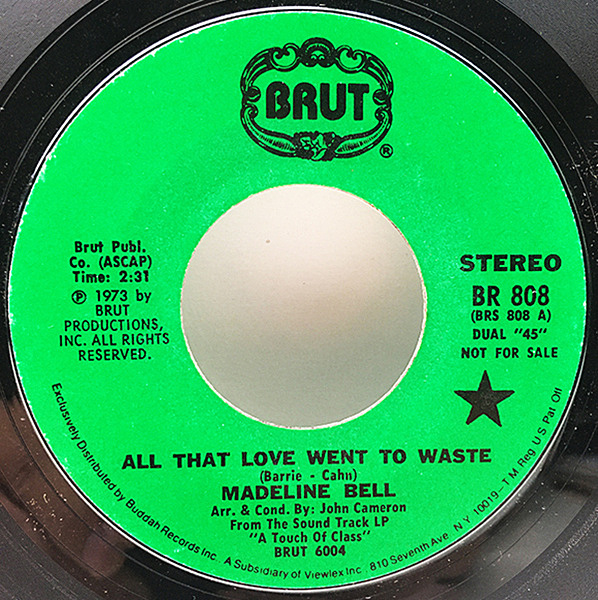 BRUT
®
Brut Publ.
Co. (ASCAP)
Time: 2:31
℗ 1973 by
BRUT
PRODUCTIONS,
INC. ALL RIGHTS
RESERVED.
STEREO
BR 808
(BRS 808 A)
DUAL "45"
NOT FOR SALE
ALL THAT LOVE WENT TO WASTE
(Barrie - Cahn)
MADELINE BELL
Arr. & Cond. By: John Cameron
From The Sound Track LP
"A Touch Of Class"
BRUT 6004
Exclusively Distributed by Buddah Records Inc. A Subsidiary of Viewlex Inc. 810 Seventh Ave. N.Y. 10019 - T M Reg U S Pat Off